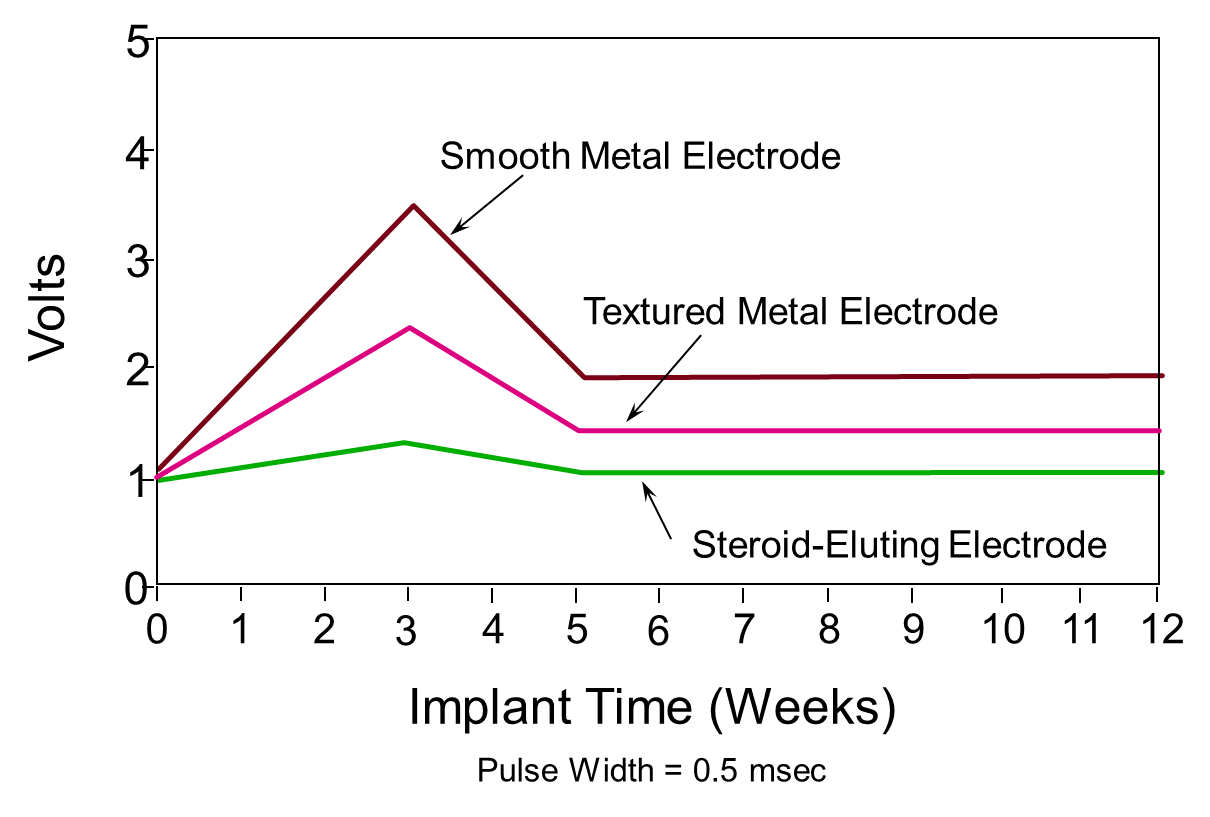 5
4
3
2
1
0
Volts
Smooth Metal Electrode
Textured Metal Electrode
Steroid-Eluting Electrode
0 1 2 3 4 5 6 7 8 9 10 11 12
Implant Time (Weeks)
Pulse Width = 0.5 msec